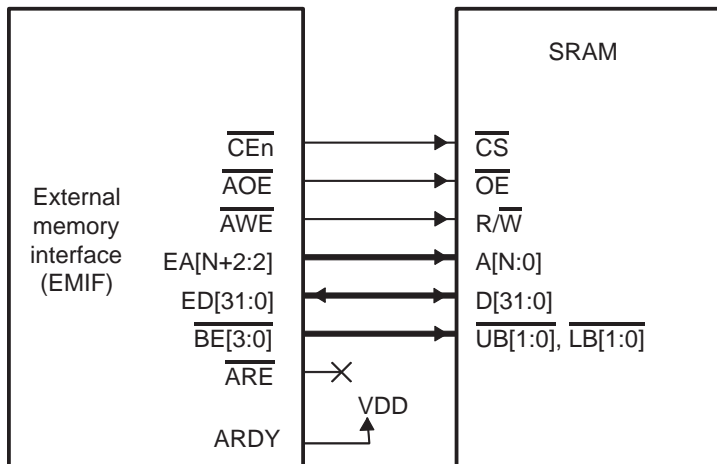 SRAM
CEn
CS
AOE
OE
External
memory
interface
(EMIF)
AWE
R/W
EA[N+2:2]
A[N:0]
ED[31:0]
D[31:0]
BE[3:0]
UB[1:0], LB[1:0]
ARE
VDD
ARDY